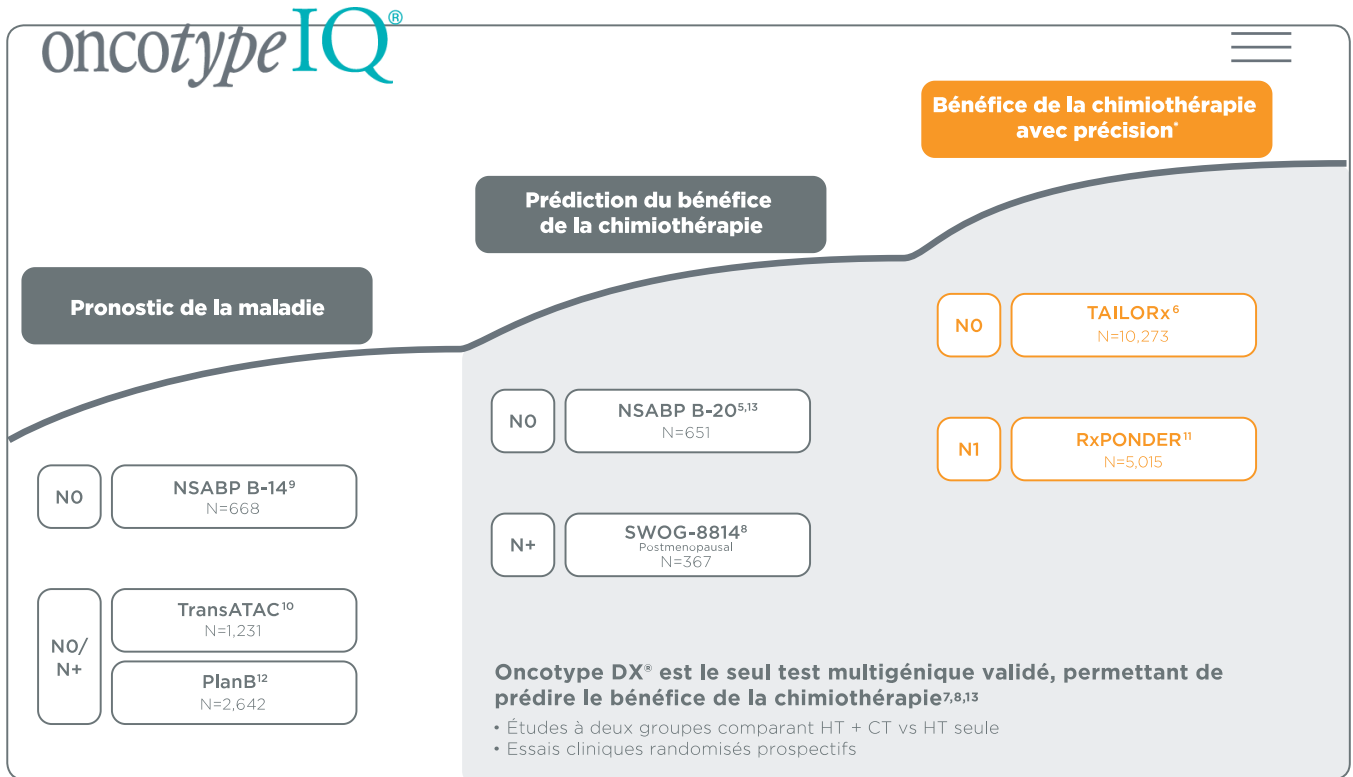 oncotype IQ®
Bénéfice de la chimiothérapie
avec précision*
Prédiction du bénéfice
de la chimiothérapie
Pronostic de la maladie
N0
NSABP B-14⁹
N=668
N0/
N+
TransATAC¹⁰
N=1,231
PlanB¹²
N=2,642
N0
NSABP B-20⁵,¹³
N=651
N+
SWOG-8814⁸
Postmenopausal
N=367
N0
TAILORx⁶
N=10,273
N1
RxPONDER¹¹
N=5,015
Oncotype DX® est le seul test multigénique validé, permettant de
prédire le bénéfice de la chimiothérapie⁷,⁸,¹³
• Études à deux groupes comparant HT + CT vs HT seule
• Essais cliniques randomisés prospectifs